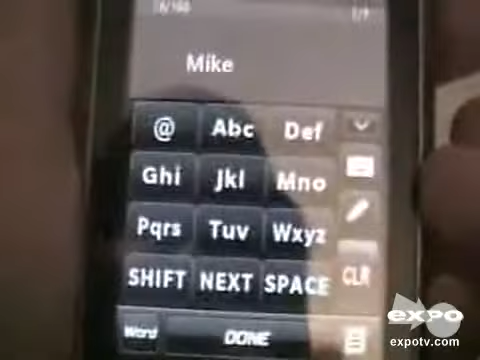 Mike
@ Abc Def
Ghi Jkl Mno
Pqrs Tuv Wxyz
SHIFT NEXT SPACE CLR
Word DONE
expo
expotv.com